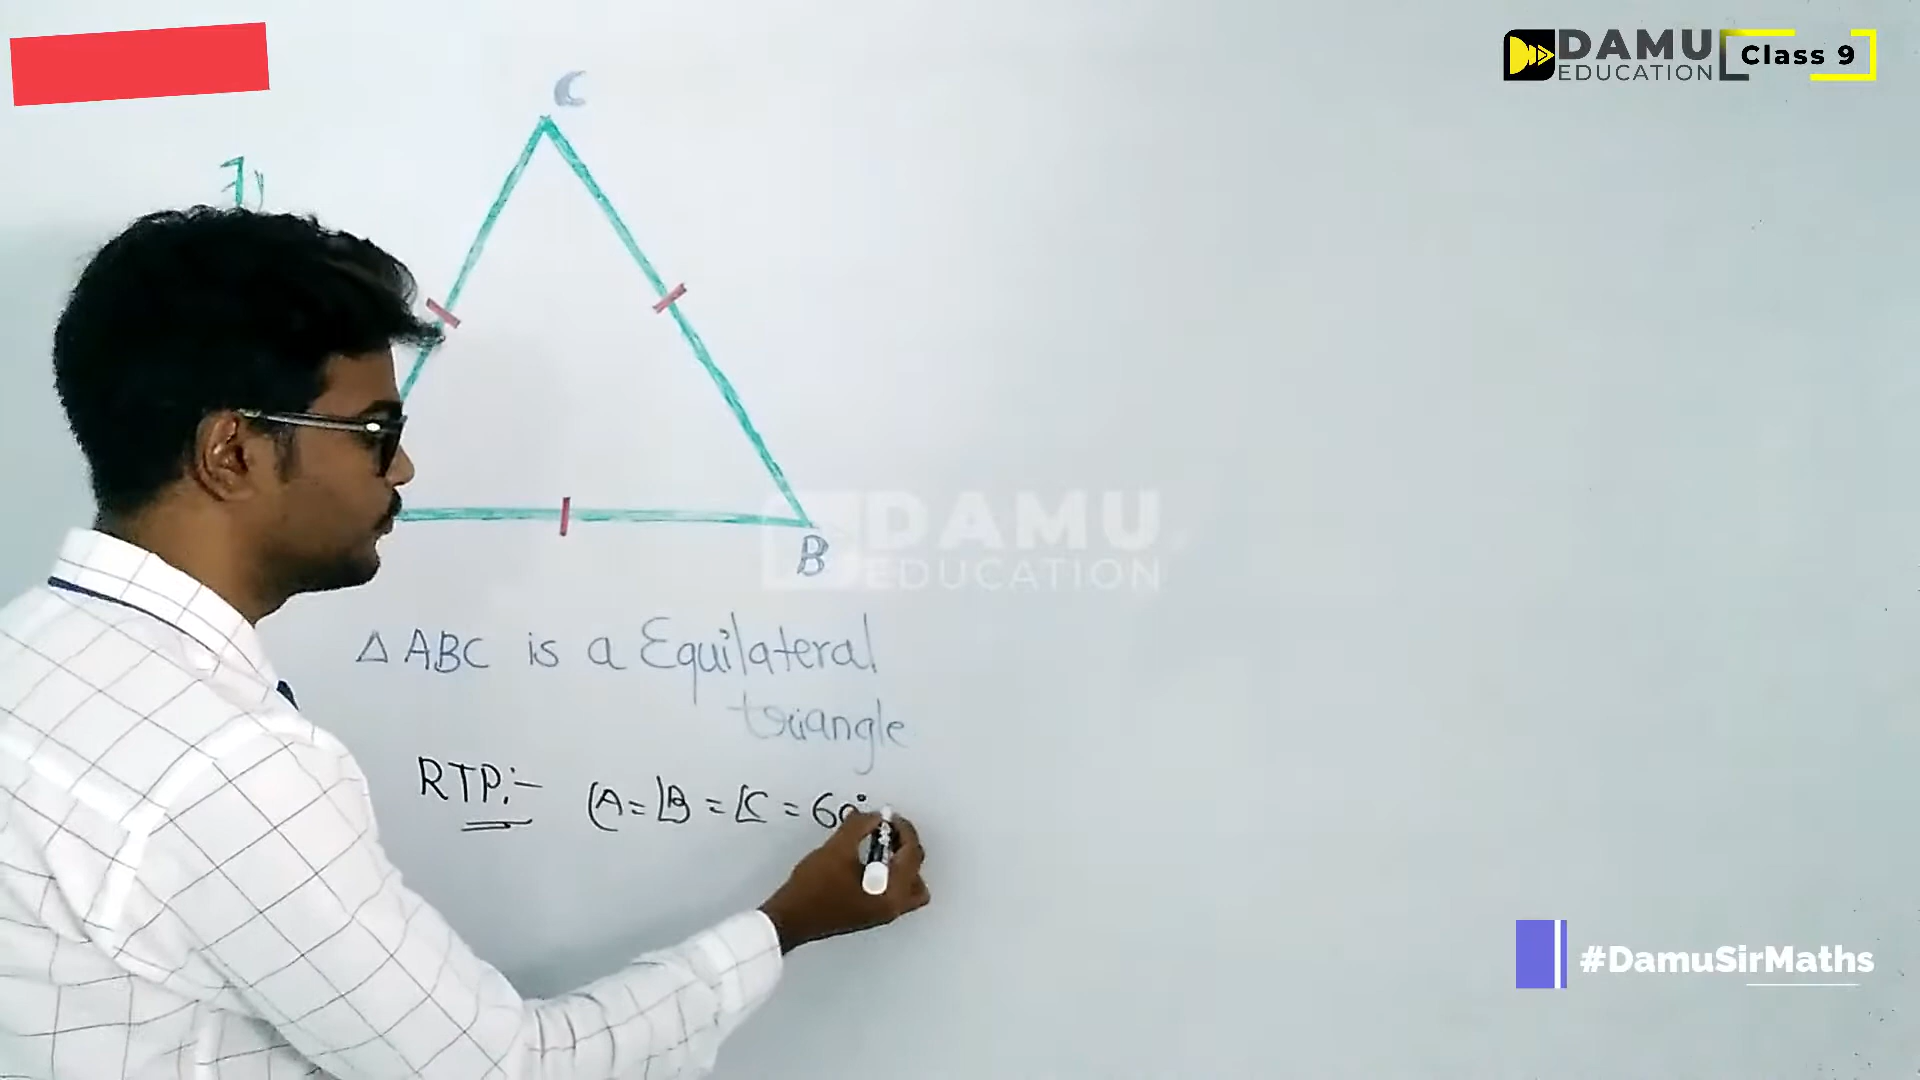 DAMU
EDUCATION
Class 9
C
B
DAMU
EDUCATION
△ ABC is a Equilateral
triangle
RTP:- ∠A = ∠B = ∠C = 60°
#DamuSirMaths